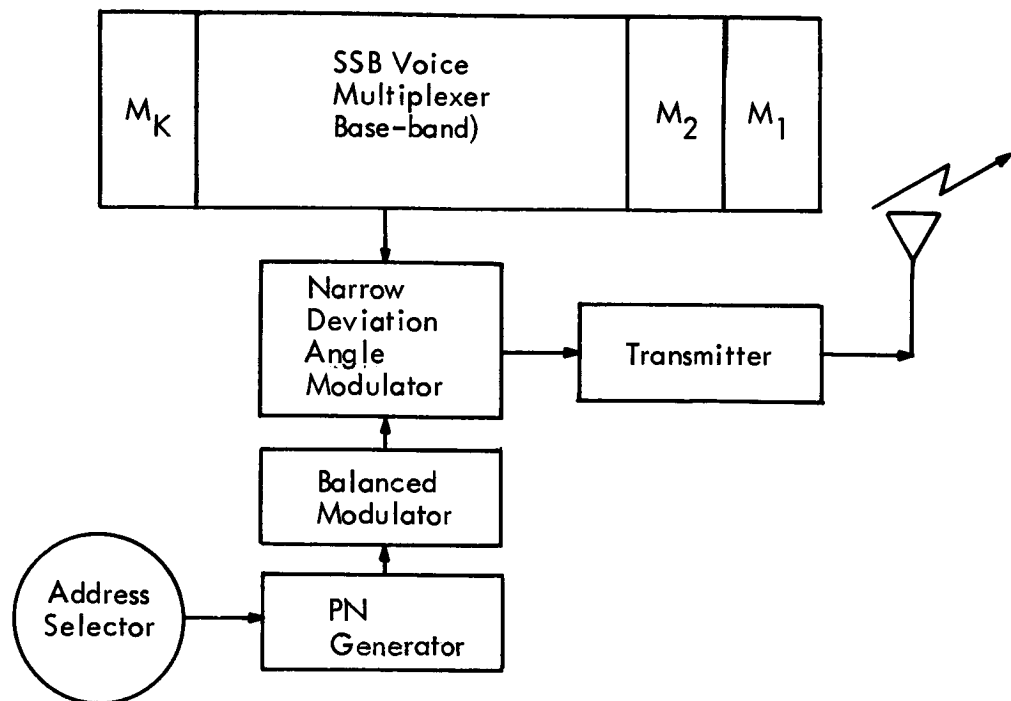 M_K
SSB Voice
Multiplexer
Base-band)
M_2
M_1
Narrow
Deviation
Angle
Modulator
Transmitter
Balanced
Modulator
Address
Selector
PN
Generator